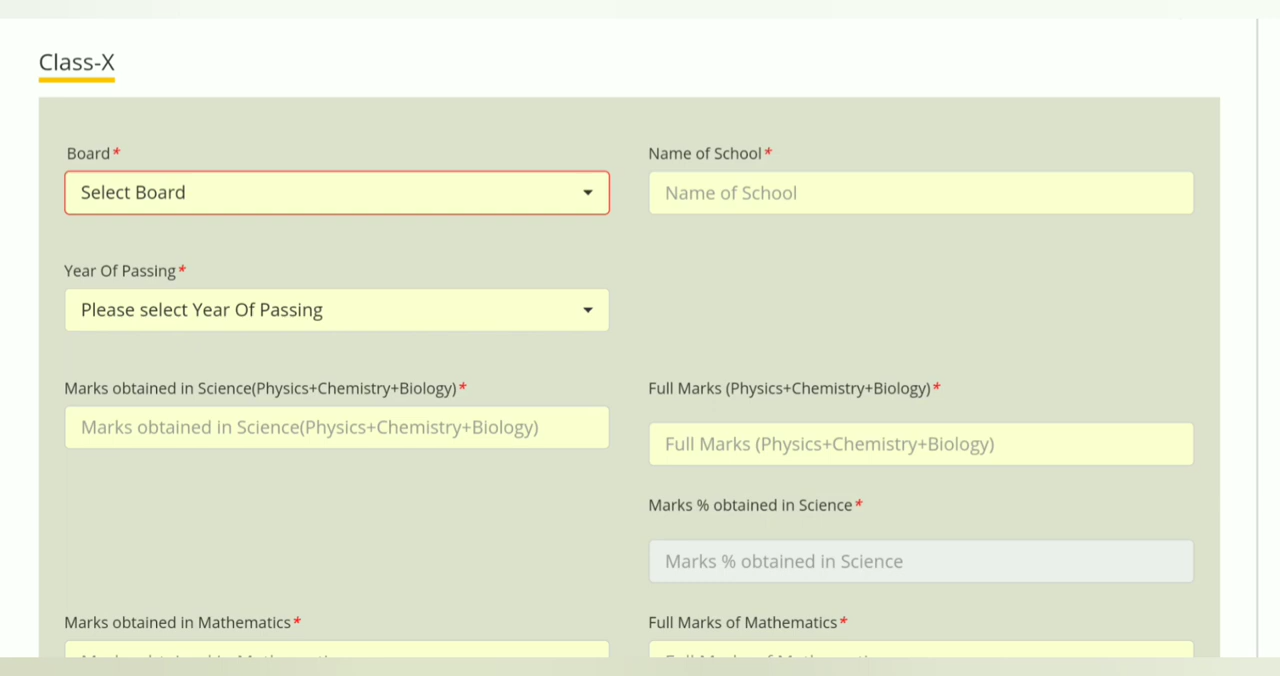 Class-X
Board* Name of School*
Select Board Name of School
Year Of Passing*
Please select Year Of Passing
Marks obtained in Science(Physics+Chemistry+Biology)* Full Marks (Physics+Chemistry+Biology)*
Marks obtained in Science(Physics+Chemistry+Biology)
Full Marks (Physics+Chemistry+Biology)
Marks % obtained in Science*
Marks % obtained in Science
Marks obtained in Mathematics* Full Marks of Mathematics*